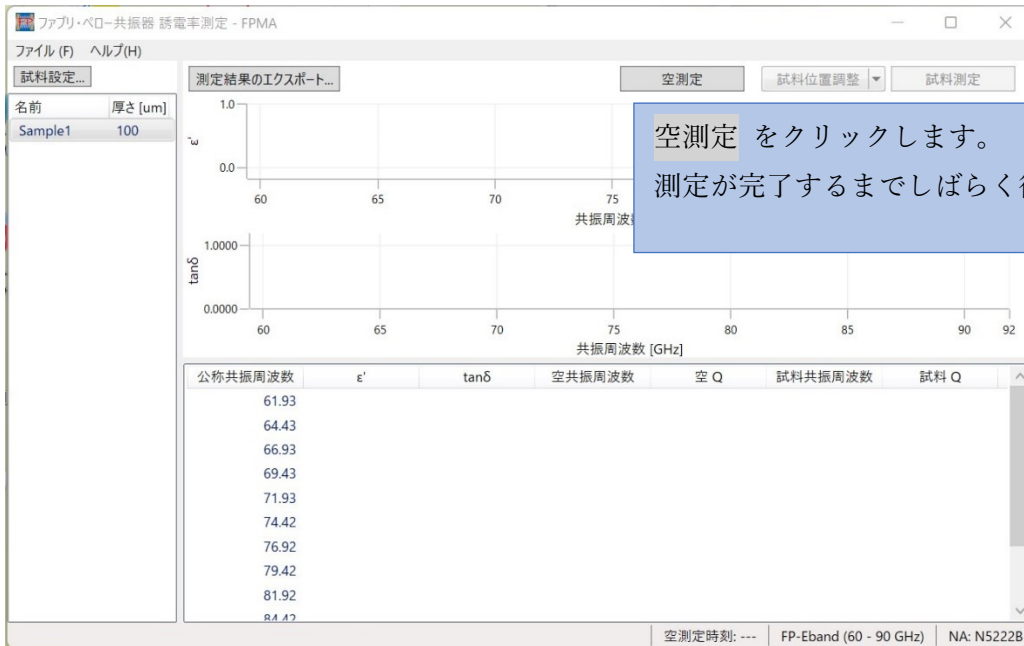 ファブリ・ペロー共振器 誘電率測定 - FPMA
ファイル (F) ヘルプ(H)
試料設定...
測定結果のエクスポート...
空測定
試料位置調整
試料測定
名前 厚さ [um]
Sample1 100
1.0
ε'
0.0
60 65 70 75
共振周波
空測定 をクリックします。
測定が完了するまでしばらく
1.0000
tanδ
0.0000
60 65 70 75 80 85 90 92
共振周波数 [GHz]
公称共振周波数 ε' tanδ 空共振周波数 空 Q 試料共振周波数 試料 Q
61.93
64.43
66.93
69.43
71.93
74.42
76.92
79.42
81.92
84.42
空測定時刻: --- FP-Eband (60 - 90 GHz) NA: N5222B